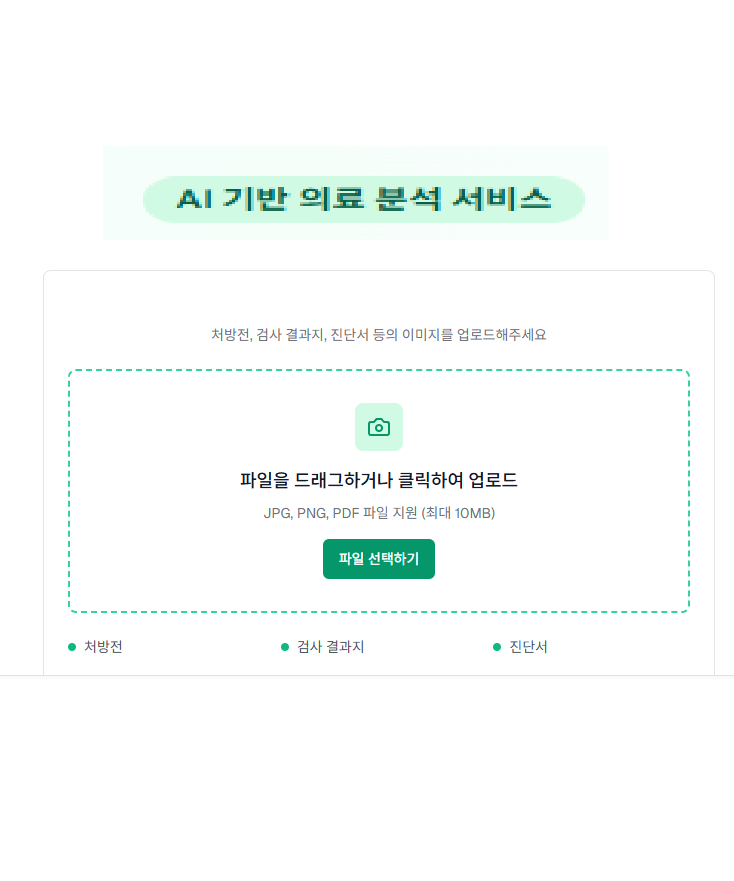 AI 기반 의료 분석 서비스
처방전, 검사 결과지, 진단서 등의 이미지를 업로드해주세요
파일을 드래그하거나 클릭하여 업로드
JPG, PNG, PDF 파일 지원 (최대 10MB)
파일 선택하기
처방전 검사 결과지 진단서